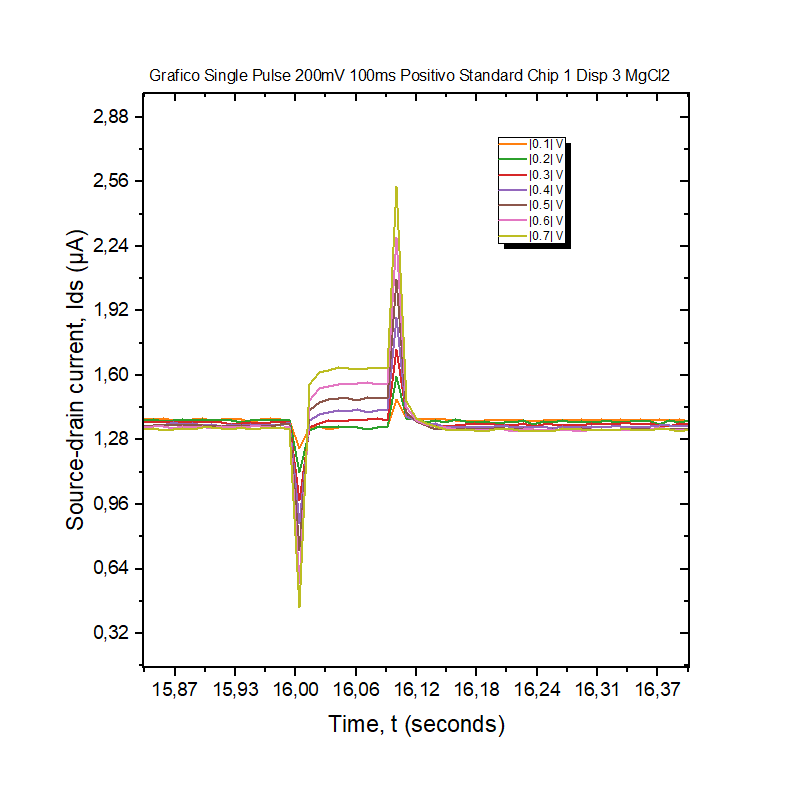 Grafico Single Pulse 200mV 100ms Positivo Standard Chip 1 Disp 3 MgCl2
2,88
2,56
2,24
1,92
1,60
1,28
0,96
0,64
0,32
Source-drain current, Ids (µA)
|0.1| V
|0.2| V
|0.3| V
|0.4| V
|0.5| V
|0.6| V
|0.7| V
15,87 15,93 16,00 16,06 16,12 16,18 16,24 16,31 16,37
Time, t (seconds)